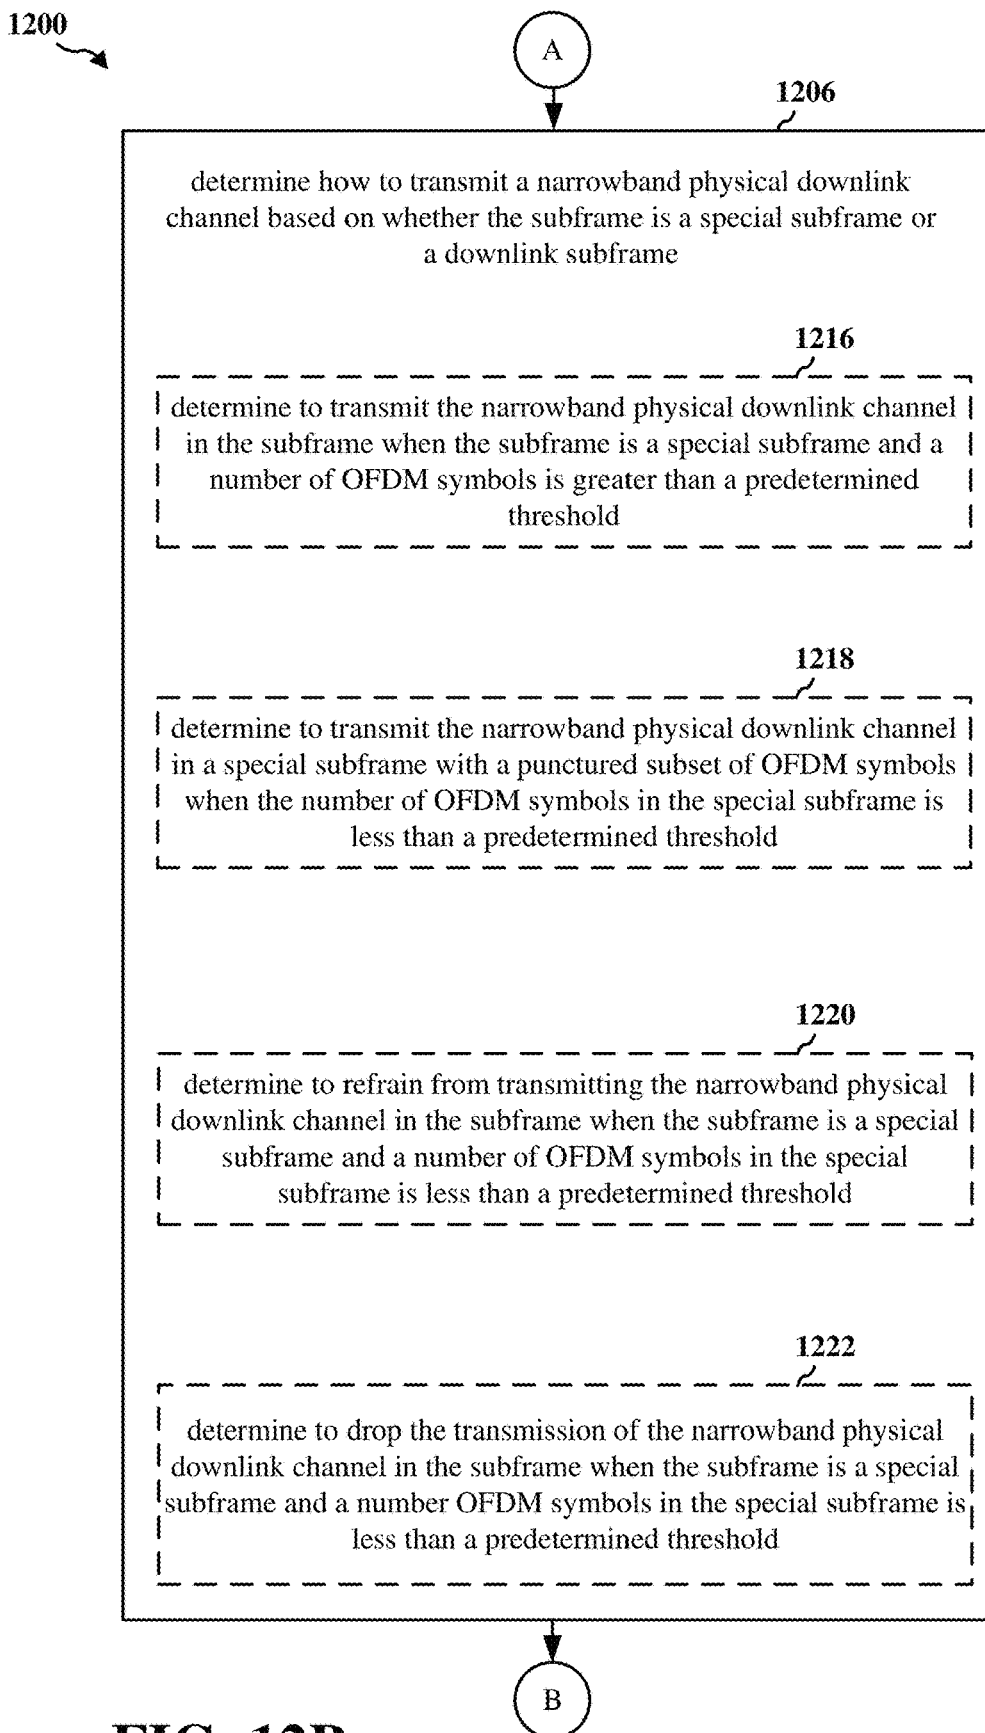 1200
A
1206
determine how to transmit a narrowband physical downlink
channel based on whether the subframe is a special subframe or
a downlink subframe
1216
determine to transmit the narrowband physical downlink channel
in the subframe when the subframe is a special subframe and a
number of OFDM symbols is greater than a predetermined
threshold
1218
determine to transmit the narrowband physical downlink channel
in a special subframe with a punctured subset of OFDM symbols
when the number of OFDM symbols in the special subframe is
less than a predetermined threshold
1220
determine to refrain from transmitting the narrowband physical
downlink channel in the subframe when the subframe is a special
subframe and a number of OFDM symbols in the special
subframe is less than a predetermined threshold
1222
determine to drop the transmission of the narrowband physical
downlink channel in the subframe when the subframe is a special
subframe and a number OFDM symbols in the special subframe is
less than a predetermined threshold
B
FIG. 12B